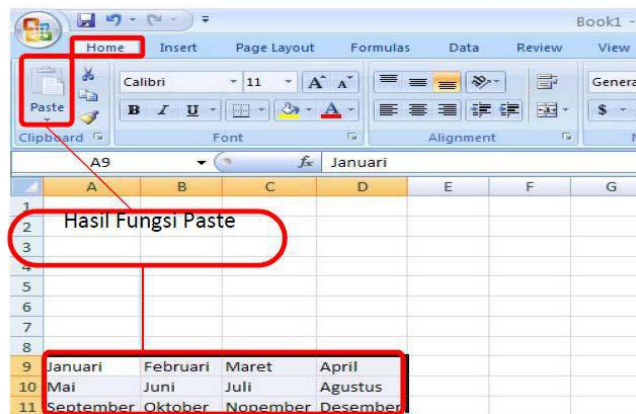 Book1 -
Home Insert Page Layout Formulas Data Review View
Paste Calibri 11 A A Genera
B I U A $
Clipboard Font Alignment
A9 fx Januari
A B C D E F G
1
2 Hasil Fungsi Paste
3
4
5
6
7
8
9 Januari Februari Maret April
10 Mai Juni Juli Agustus
11 September Oktober Nopember Desember